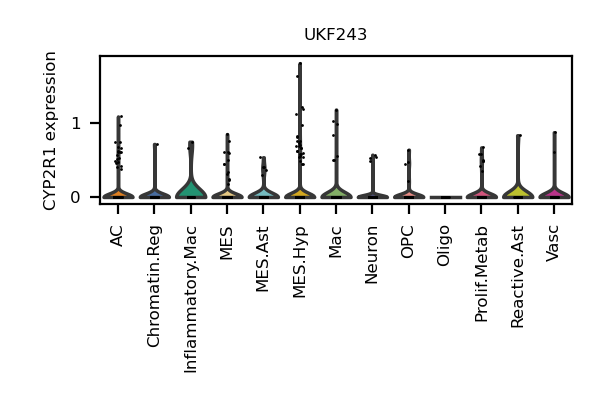 UKF243
CYP2R1 expression
1
0
AC
Chromatin.Reg
Inflammatory.Mac
MES
MES.Ast
MES.Hyp
Mac
Neuron
OPC
Oligo
Prolif.Metab
Reactive.Ast
Vasc